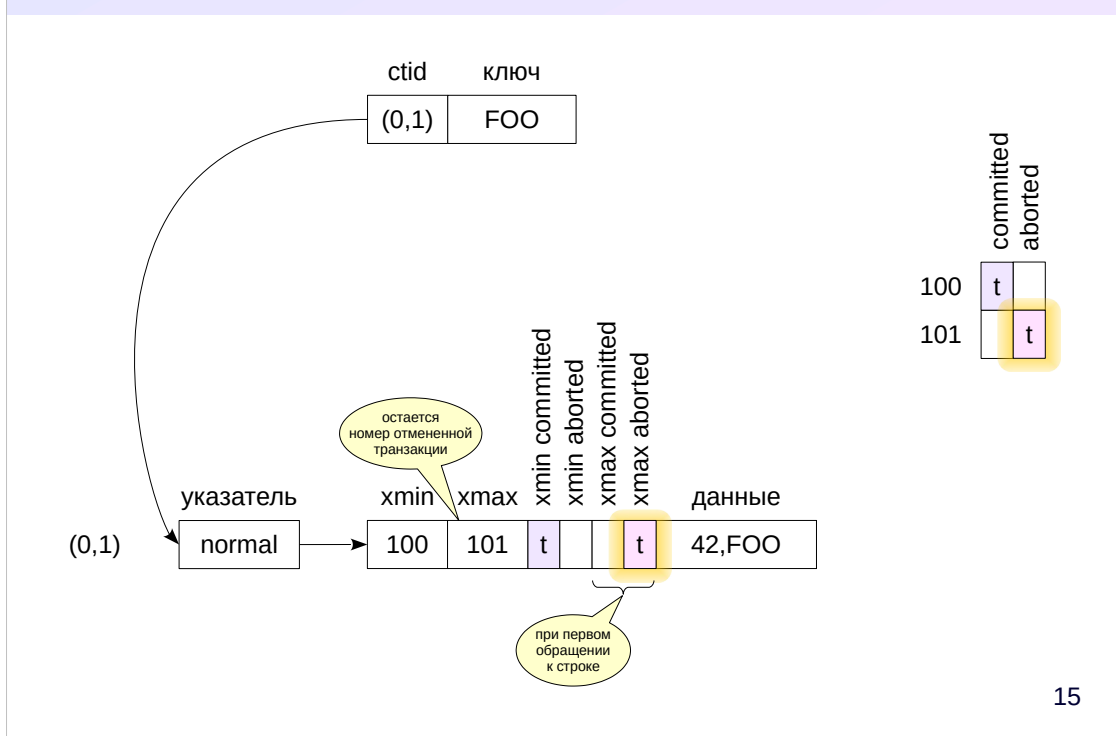 ctid ключ
(0,1) FOO
committed
aborted
100 t
101 t
остается
номер отмененной
транзакции
xmin committed
xmin aborted
xmax committed
xmax aborted
указатель xmin xmax данные
(0,1) normal 100 101 t t 42,FOO
при первом
обращении
к строке
15